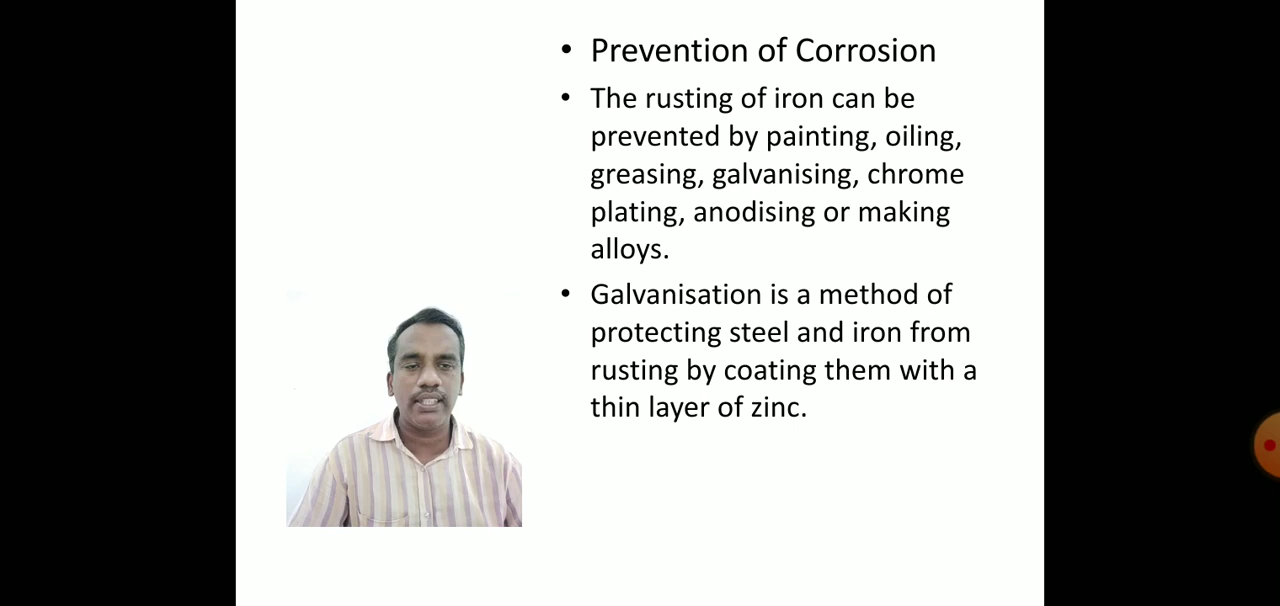 • Prevention of Corrosion
• The rusting of iron can be
prevented by painting, oiling,
greasing, galvanising, chrome
plating, anodising or making
alloys.
• Galvanisation is a method of
protecting steel and iron from
rusting by coating them with a
thin layer of zinc.